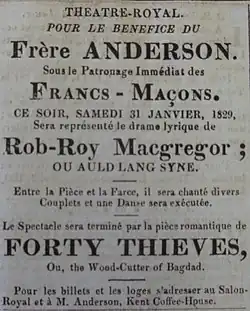 THEATRE-ROYAL.
POUR LE BENEFICE DU
Frère ANDERSON.
Sous le Patronage Immédiat des
FRANCS - MAÇONS.
CE SOIR, SAMEDI 31 JANVIER, 1829,
Sera représenté le drame lyrique de
Rob-Roy Macgregor ;
OU AULD LANG SYNE.
Entre la Pièce et la Farce, il sera chanté divers
Couplets et une Danse sera exécutée.
Le Spectacle sera terminé par la pièce romantique de
FORTY THIEVES,
Ou, the Wood-Cutter of Bagdad.
Pour les billets et les loges s'adresser au Salon-
Royal et à M. Anderson, Kent Coffee-House.